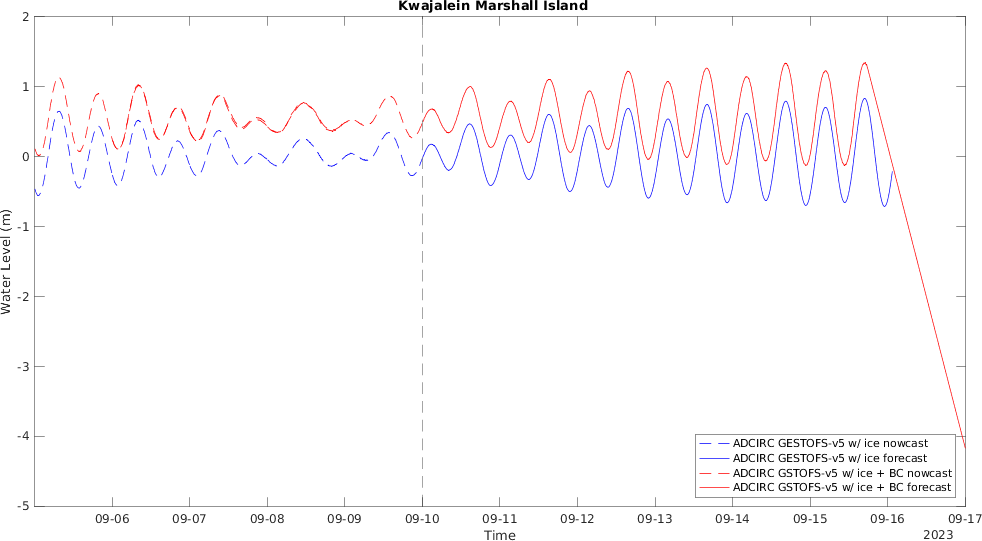 Kwajalein Marshall Island
2
1
0
-1
-2
-3
-4
-5
Water Level (m)
ADCIRC GESTOFS-v5 w/ ice nowcast
ADCIRC GESTOFS-v5 w/ ice forecast
ADCIRC GSTOFS-v5 w/ ice + BC nowcast
ADCIRC GSTOFS-v5 w/ ice + BC forecast
09-06 09-07 09-08 09-09 09-10 09-11 09-12 09-13 09-14 09-15 09-16 09-17
Time
2023